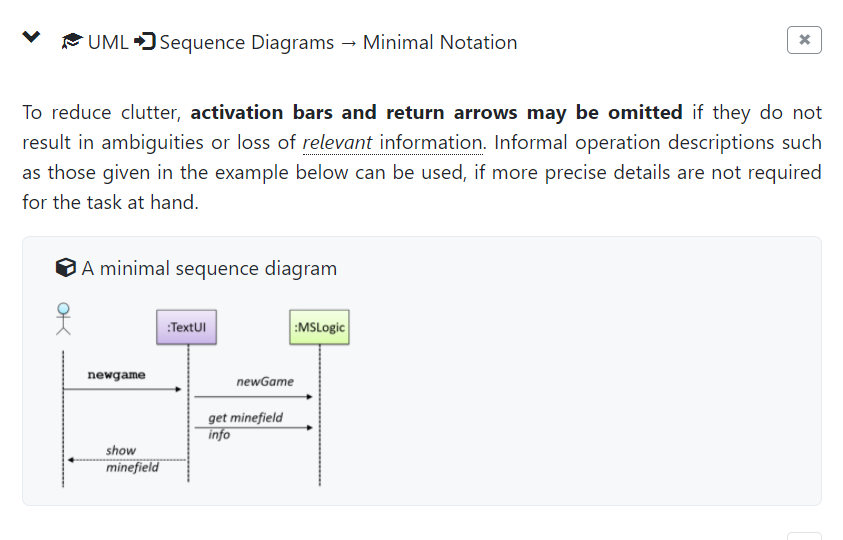 UML Sequence Diagrams → Minimal Notation
To reduce clutter, activation bars and return arrows may be omitted if they do not
result in ambiguities or loss of relevant information. Informal operation descriptions such
as those given in the example below can be used, if more precise details are not required
for the task at hand.
A minimal sequence diagram
:TextUI
:MSLogic
newgame
newGame
get minefield
info
show
minefield